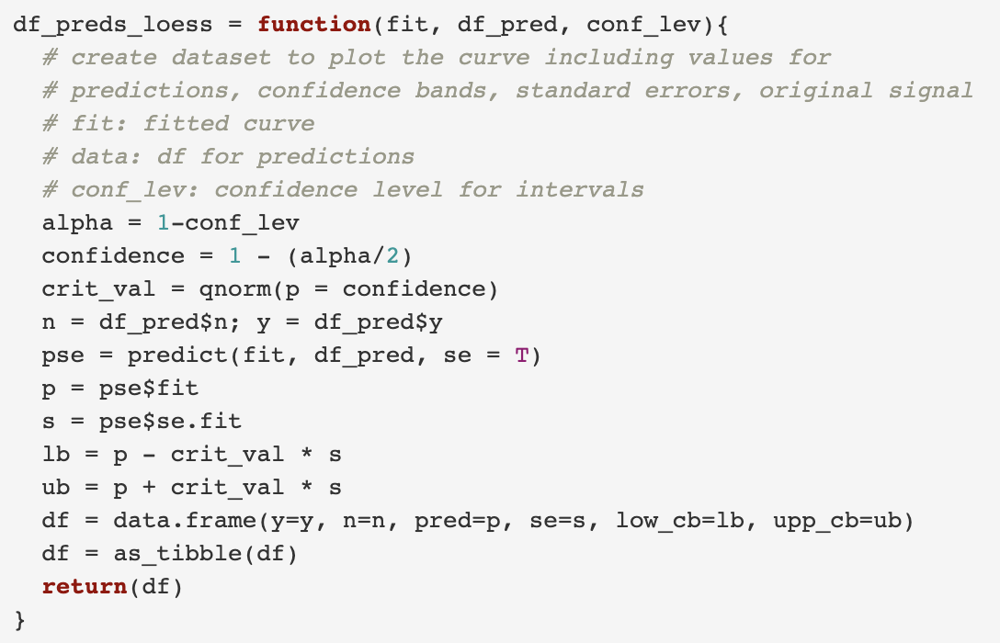 df_preds_loess = function(fit, df_pred, conf_lev){
  # create dataset to plot the curve including values for
  # predictions, confidence bands, standard errors, original signal
  # fit: fitted curve
  # data: df for predictions
  # conf_lev: confidence level for intervals
  alpha = 1-conf_lev
  confidence = 1 - (alpha/2)
  crit_val = qnorm(p = confidence)
  n = df_pred$n; y = df_pred$y
  pse = predict(fit, df_pred, se = T)
  p = pse$fit
  s = pse$se.fit
  lb = p - crit_val * s
  ub = p + crit_val * s
  df = data.frame(y=y, n=n, pred=p, se=s, low_cb=lb, upp_cb=ub)
  df = as_tibble(df)
  return(df)
}